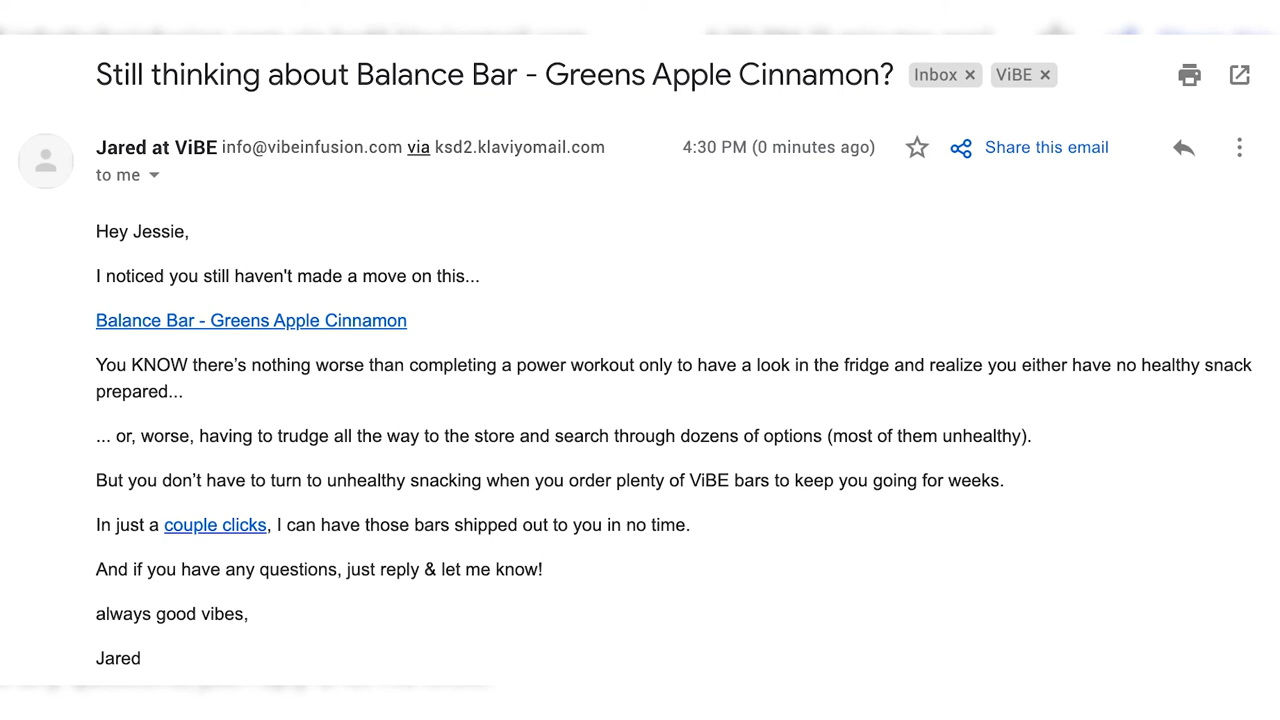 Still thinking about Balance Bar - Greens Apple Cinnamon? Inbox × ViBE ×
Jared at ViBE info@vibeinfusion.com via ksd2.klaviyomail.com 4:30 PM (0 minutes ago) Share this email
to me
Hey Jessie,
I noticed you still haven't made a move on this...
Balance Bar - Greens Apple Cinnamon
You KNOW there’s nothing worse than completing a power workout only to have a look in the fridge and realize you either have no healthy snack
prepared...
... or, worse, having to trudge all the way to the store and search through dozens of options (most of them unhealthy).
But you don’t have to turn to unhealthy snacking when you order plenty of ViBE bars to keep you going for weeks.
In just a couple clicks, I can have those bars shipped out to you in no time.
And if you have any questions, just reply & let me know!
always good vibes,
Jared